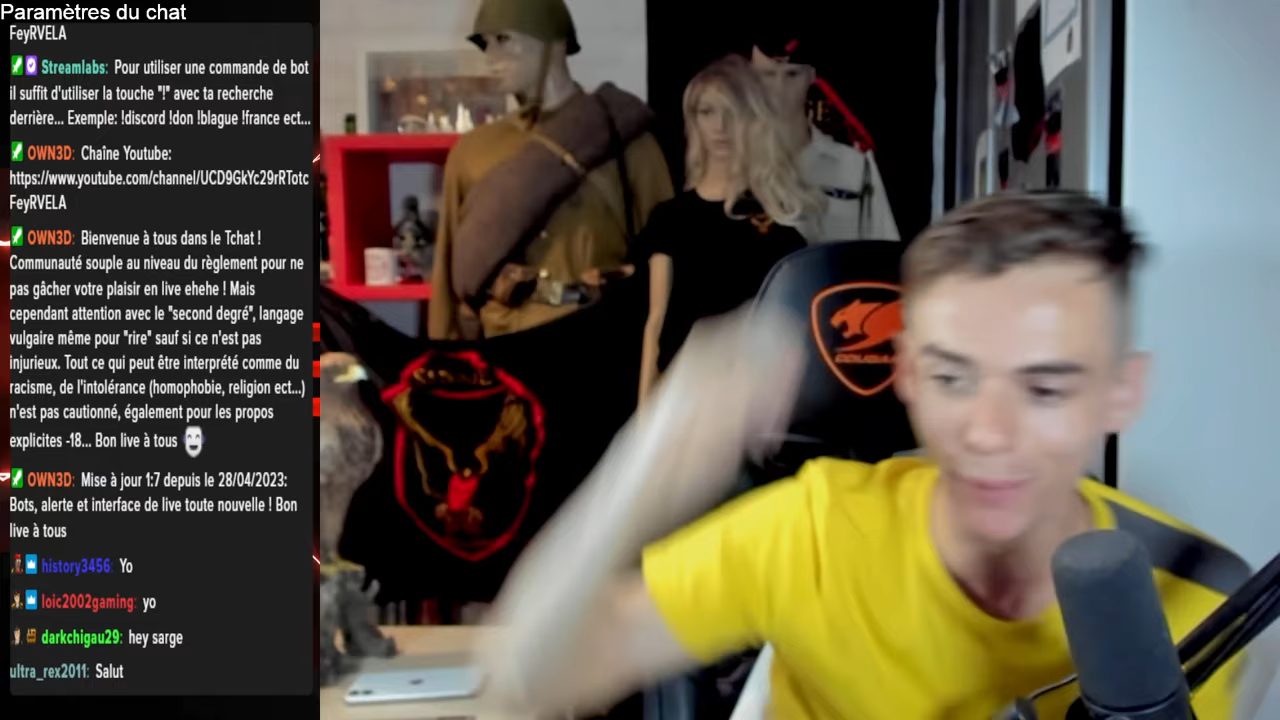 Paramètres du chat
FeyRVELA
Streamlabs: Pour utiliser une commande de bot
il suffit d'utiliser la touche "!" avec ta recherche
derrière... Exemple: !discord !don !blague !france ect...
OWN3D: Chaîne Youtube:
https://www.youtube.com/channel/UCD9GkYc29rRTotc
FeyRVELA
OWN3D: Bienvenue à tous dans le Tchat !
Communauté souple au niveau du règlement pour ne
pas gâcher votre plaisir en live ehehe ! Mais
cependant attention avec le "second degré", langage
vulgaire même pour "rire" sauf si ce n'est pas
injurieux. Tout ce qui peut être interprété comme du
racisme, de l'intolérance (homophobie, religion ect...)
n'est pas cautionné, également pour les propos
explicites -18... Bon live à tous
OWN3D: Mise à jour 1:7 depuis le 28/04/2023:
Bots, alerte et interface de live toute nouvelle ! Bon
live à tous
history3456: Yo
loic2002gaming: yo
darkchigau29: hey sarge
ultra_rex2011: Salut
COUGAR